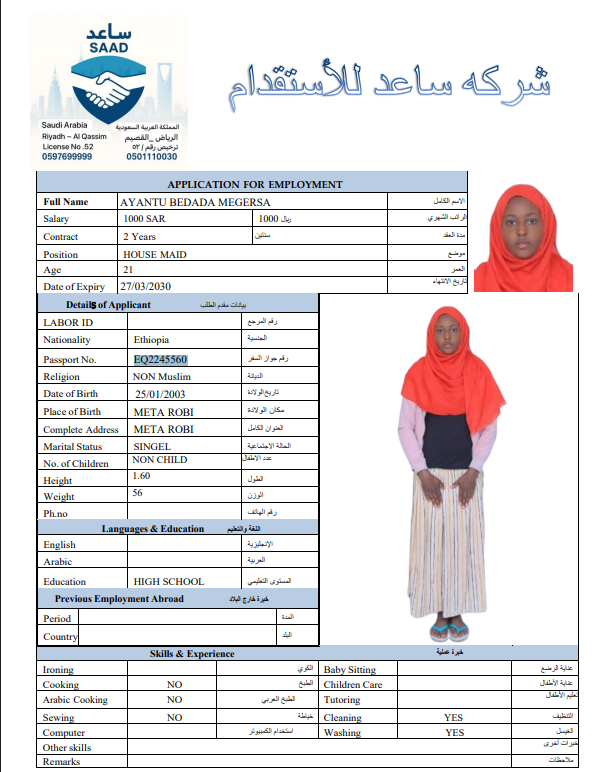 ساعد
SAAD
Saudi Arabia
Riyadh – Al Qassim
License No .52
0597699999
المملكة العربية السعودية
الرياض _القصيم
ترخيص رقم / ٥٢
0501110030
شركه ساعد للأستقدام
APPLICATION FOR EMPLOYMENT
Full Name AYANTU BEDADA MEGERSA الاسم الكامل
Salary 1000 SAR 1000 ريال الراتب الشهري
Contract 2 Years سنتين مدة العقد
Position HOUSE MAID موضع
Age 21 العمر
Date of Expiry 27/03/2030 تاريخ الانتهاء
Details of Applicant بيانات مقدم الطلب
LABOR ID رقم المرجع
Nationality Ethiopia الجنسية
Passport No. EQ2245560 رقم جواز السفر
Religion NON Muslim الديانة
Date of Birth 25/01/2003 تاريخ الولادة
Place of Birth META ROBI مكان الولادة
Complete Address META ROBI العنوان الكامل
Marital Status SINGEL الحالة الاجتماعية
No. of Children NON CHILD عدد الاطفال
Height 1.60 الطول
Weight 56 الوزن
Ph.no رقم الهاتف
Languages & Education اللغة والتعليم
English الإنجليزية
Arabic العربية
Education HIGH SCHOOL المستوى التعليمي
Previous Employment Abroad خبرة خارج البلاد
Period المدة
Country البلد
Skills & Experience خبرة عملية
Ironing الكوي Baby Sitting عناية الرضع
Cooking NO الطبخ Children Care عناية الأطفال
Arabic Cooking NO الطبخ العربي Tutoring تعليم الأطفال
Sewing NO خياطة Cleaning YES التنظيف
Computer استخدام الكمبيوتر Washing YES الغسيل
Other skills خبرات أخرى
Remarks ملاحظات